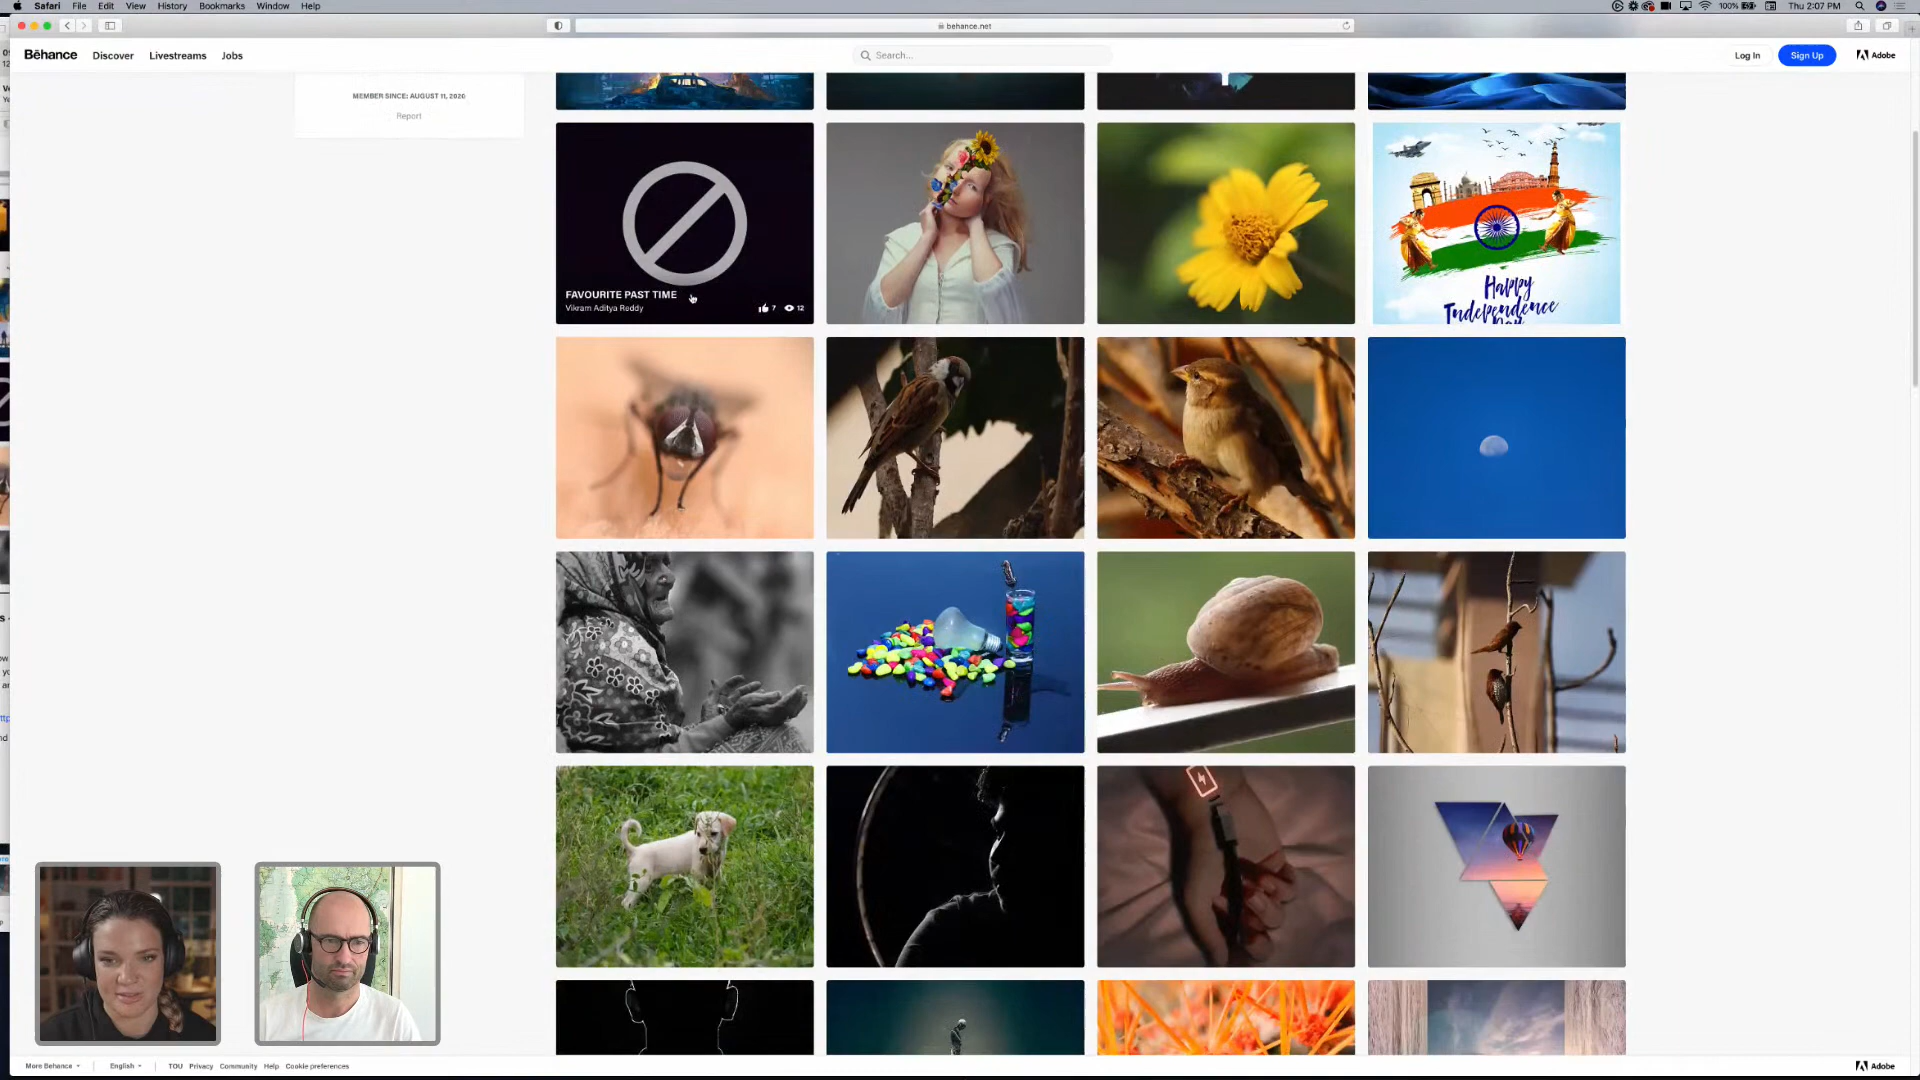 Safari File Edit View History Bookmarks Window Help
100% Thu 2:07 PM
behance.net
Bēhance Discover Livestreams Jobs
Search...
Log In Sign Up Adobe
MEMBER SINCE: AUGUST 11, 2020
Report
FAVOURITE PAST TIME
Vikram Aditya Reddy
7 12
Happy
Independence
More Behance English TOU Privacy Community Help Cookie preferences
Adobe